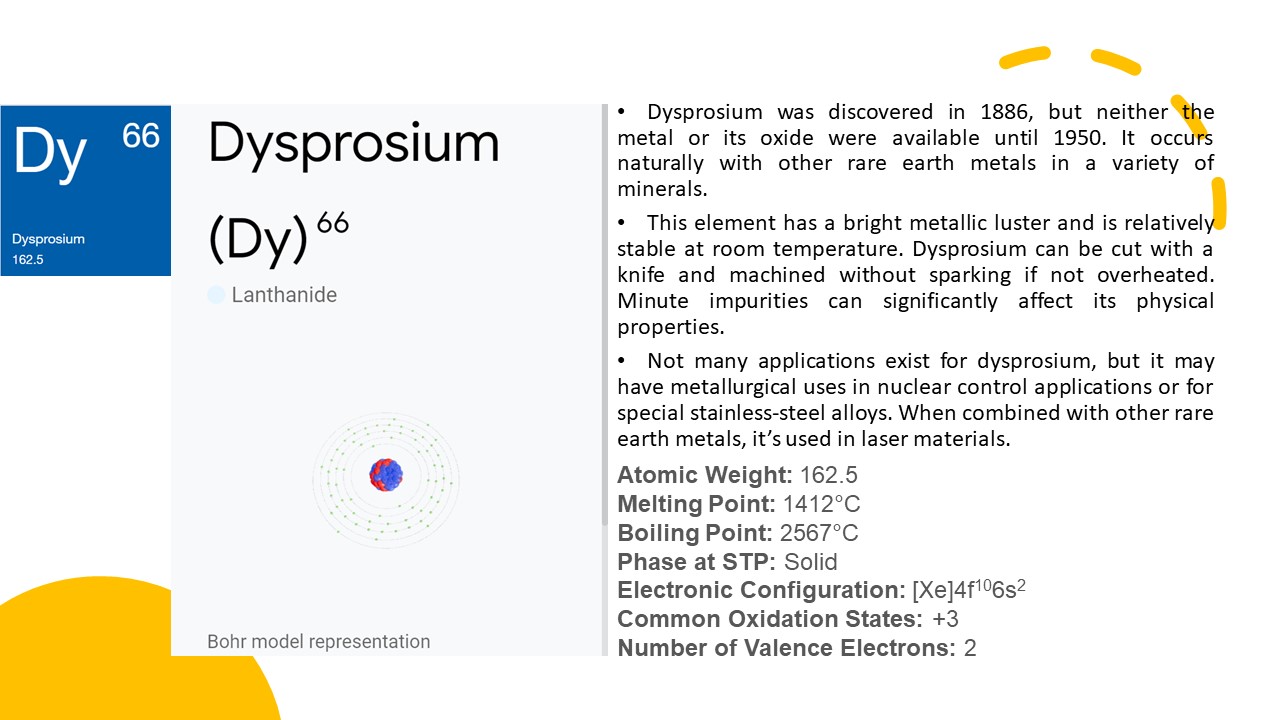 Dy 66
Dysprosium
162.5
Dysprosium
(Dy) 66
Lanthanide
Bohr model representation
• Dysprosium was discovered in 1886, but neither the
metal or its oxide were available until 1950. It occurs
naturally with other rare earth metals in a variety of
minerals.
• This element has a bright metallic luster and is relatively
stable at room temperature. Dysprosium can be cut with a
knife and machined without sparking if not overheated.
Minute impurities can significantly affect its physical
properties.
• Not many applications exist for dysprosium, but it may
have metallurgical uses in nuclear control applications or for
special stainless-steel alloys. When combined with other rare
earth metals, it’s used in laser materials.
Atomic Weight: 162.5
Melting Point: 1412°C
Boiling Point: 2567°C
Phase at STP: Solid
Electronic Configuration: [Xe]4f¹⁰6s²
Common Oxidation States: +3
Number of Valence Electrons: 2